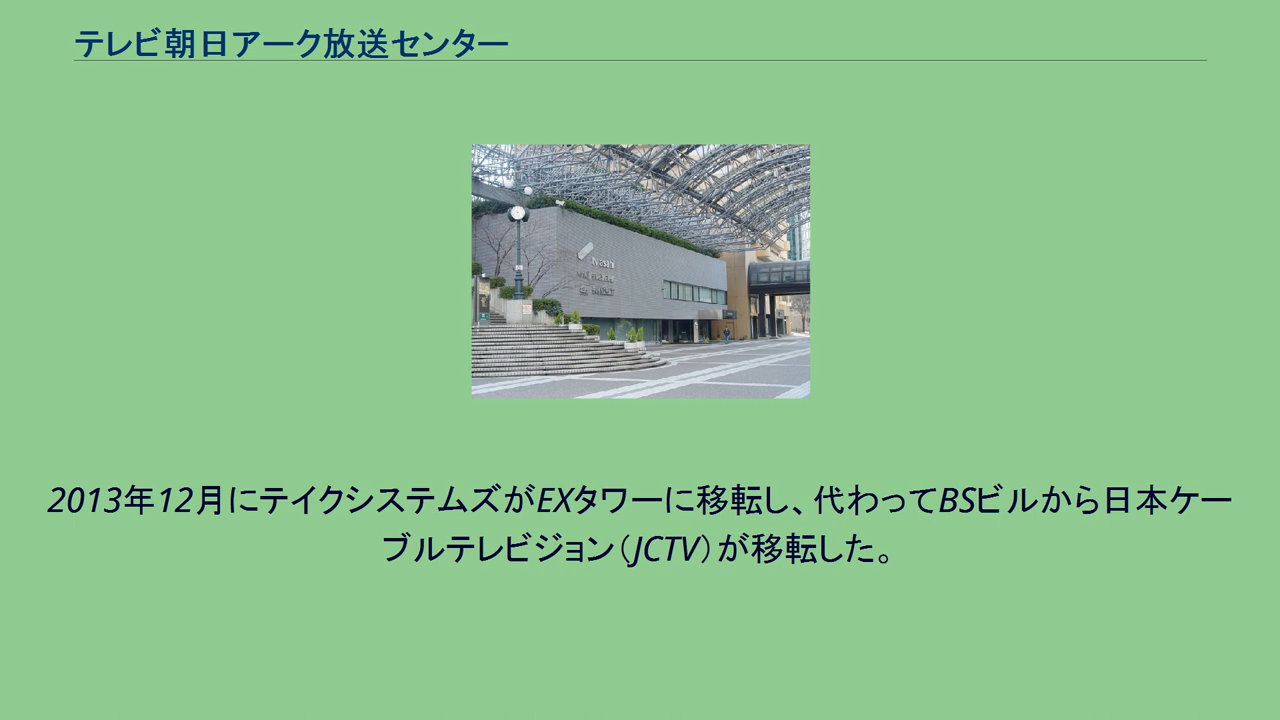 テレビ朝日アーク放送センター
2013年12月にテイクシステムズがEXタワーに移転し、代わってBSビルから日本ケー
ブルテレビジョン（JCTV）が移転した。